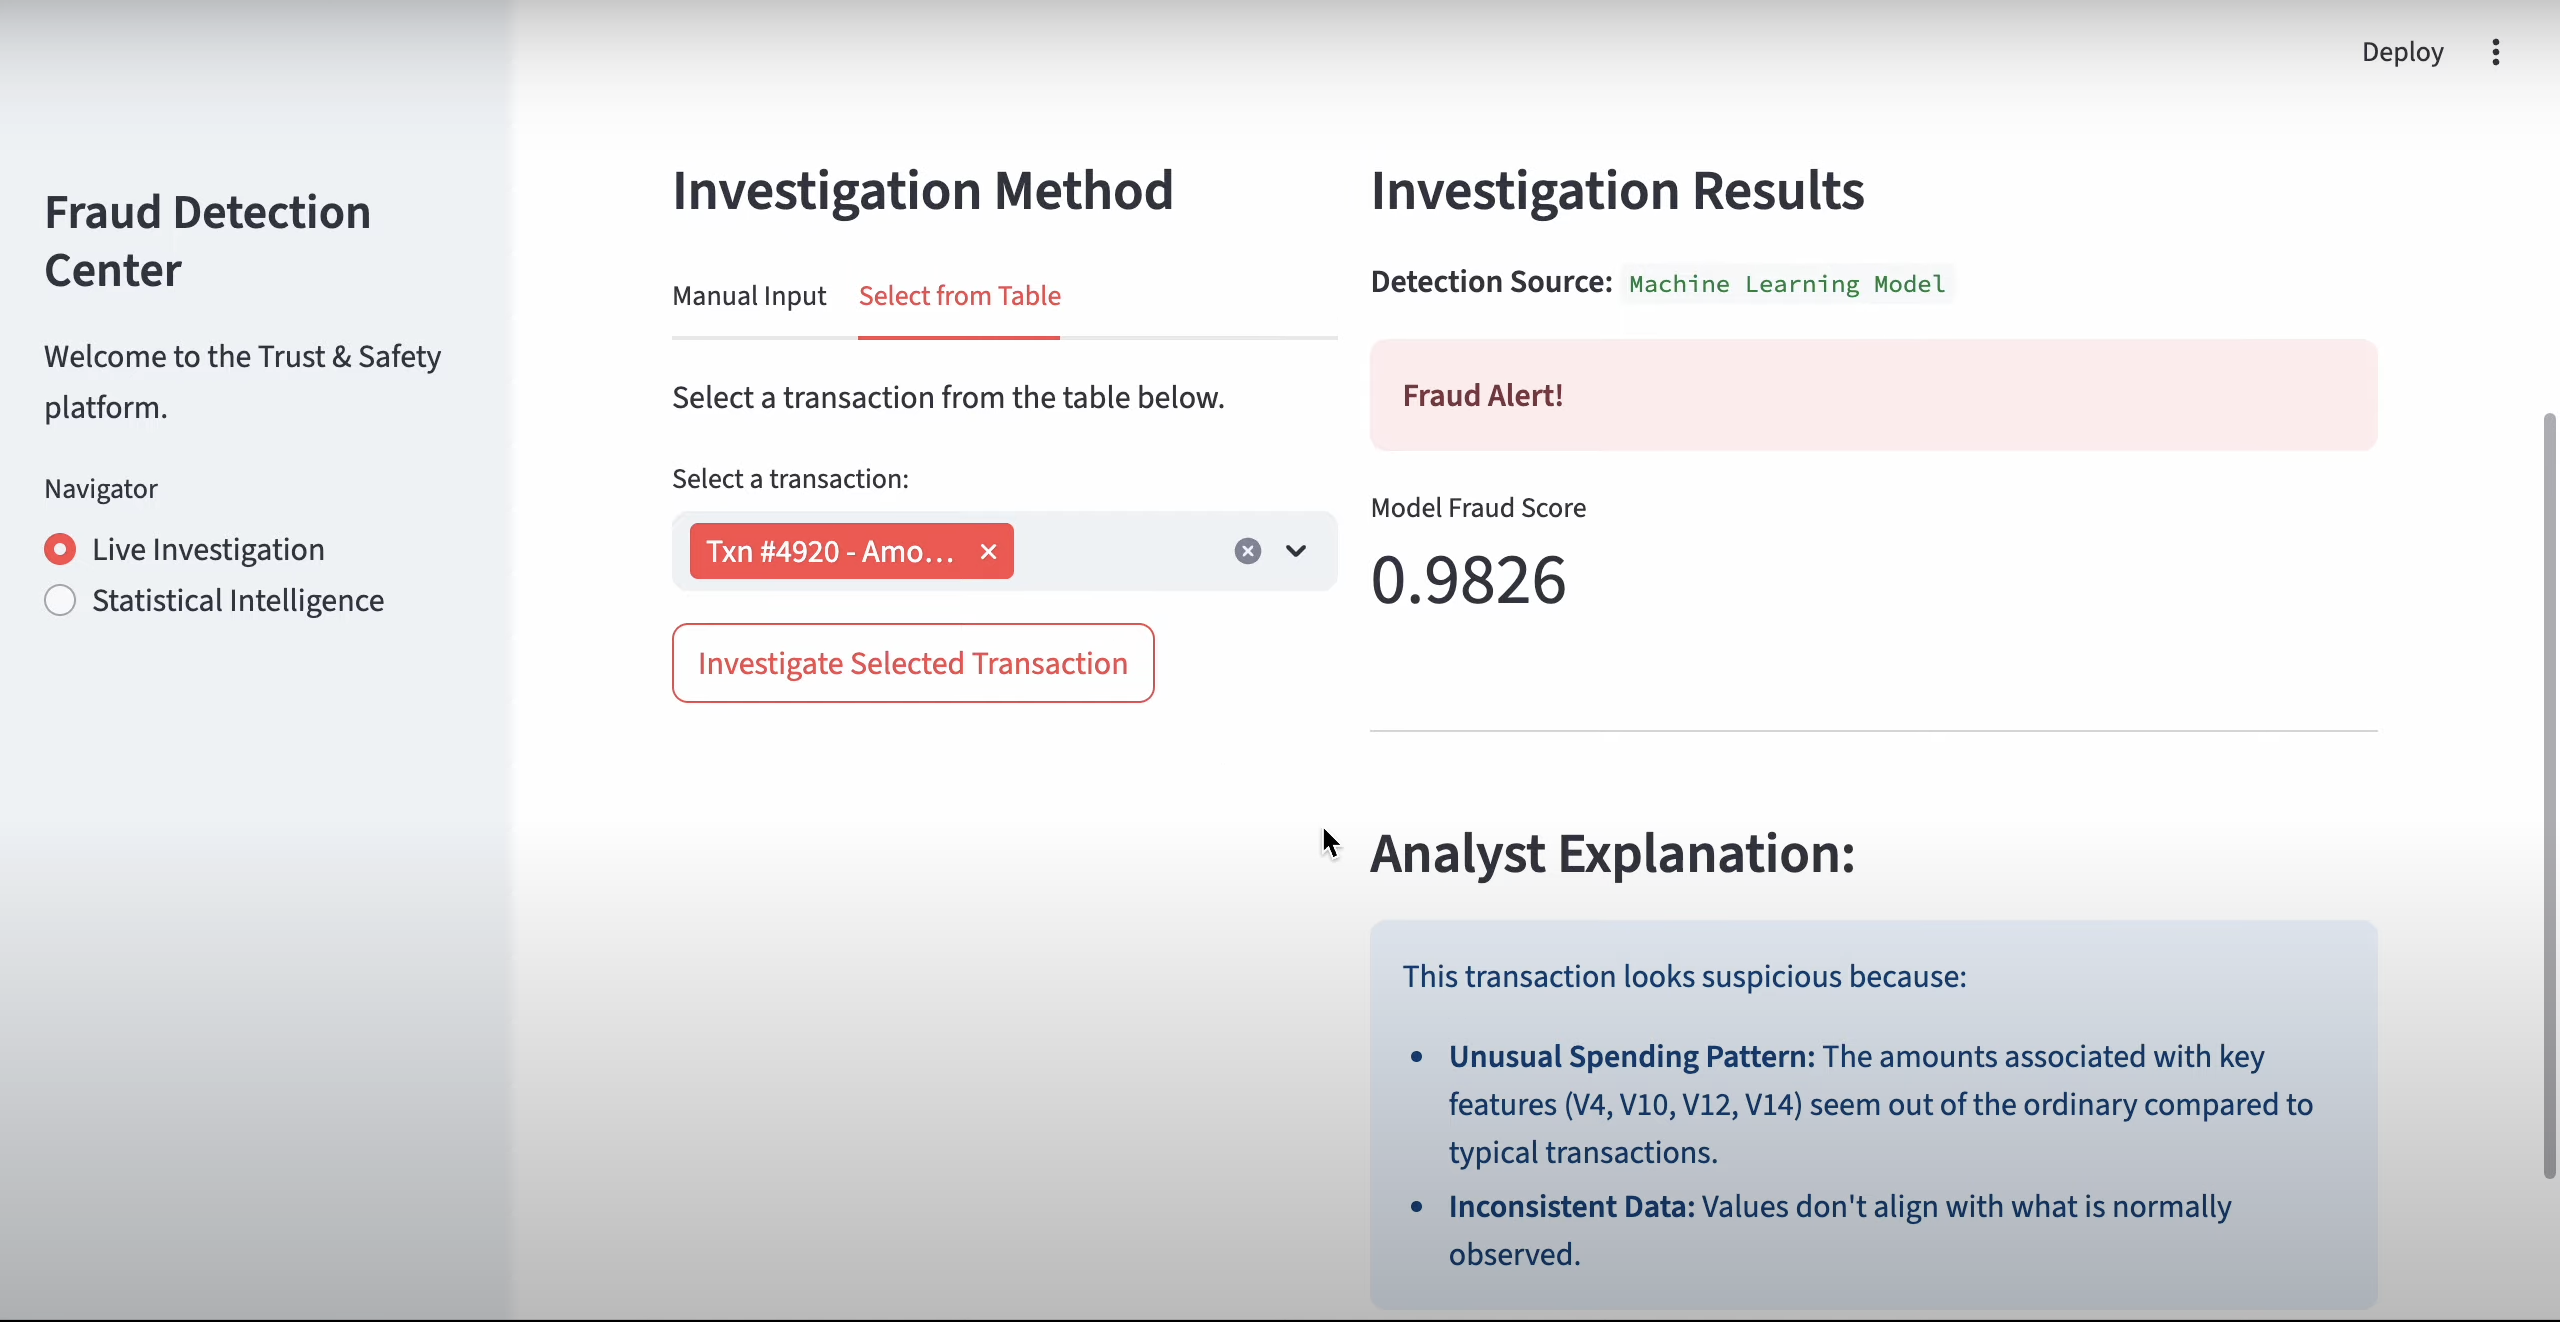 Deploy
Fraud Detection
Center
Welcome to the Trust & Safety
platform.
Navigator
Live Investigation
Statistical Intelligence
Investigation Method
Manual Input
Select from Table
Select a transaction from the table below.
Select a transaction:
Txn #4920 - Amo...
Investigate Selected Transaction
Investigation Results
Detection Source: Machine Learning Model
Fraud Alert!
Model Fraud Score
0.9826
Analyst Explanation:
This transaction looks suspicious because:
• Unusual Spending Pattern: The amounts associated with key
features (V4, V10, V12, V14) seem out of the ordinary compared to
typical transactions.
• Inconsistent Data: Values don't align with what is normally
observed.